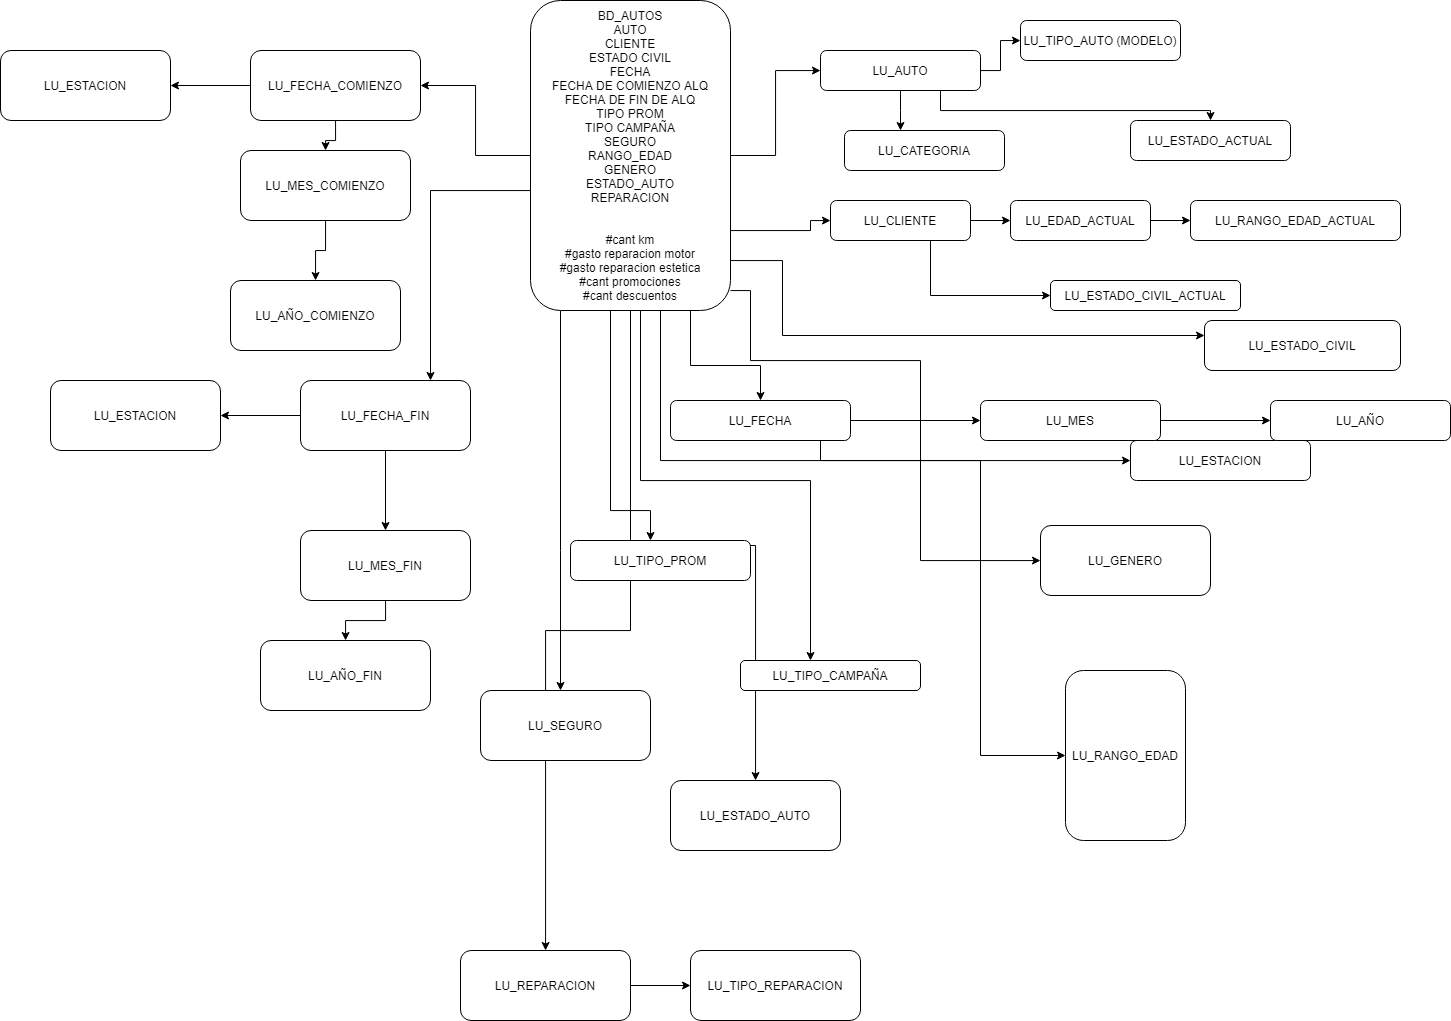 BD_AUTOS
AUTO
CLIENTE
ESTADO CIVIL
FECHA
FECHA DE COMIENZO ALQ
FECHA DE FIN DE ALQ
TIPO PROM
TIPO CAMPAÑA
SEGURO
RANGO_EDAD
GENERO
ESTADO_AUTO
REPARACION
#cant km
#gasto reparacion motor
#gasto reparacion estetica
#cant promociones
#cant descuentos
LU_ESTACION
LU_FECHA_COMIENZO
LU_MES_COMIENZO
LU_AÑO_COMIENZO
LU_AUTO
LU_TIPO_AUTO (MODELO)
LU_CATEGORIA
LU_ESTADO_ACTUAL
LU_CLIENTE
LU_EDAD_ACTUAL
LU_RANGO_EDAD_ACTUAL
LU_ESTADO_CIVIL_ACTUAL
LU_ESTADO_CIVIL
LU_ESTACION
LU_FECHA_FIN
LU_FECHA
LU_MES
LU_AÑO
LU_ESTACION
LU_MES_FIN
LU_TIPO_PROM
LU_GENERO
LU_AÑO_FIN
LU_TIPO_CAMPAÑA
LU_SEGURO
LU_RANGO_EDAD
LU_ESTADO_AUTO
LU_REPARACION
LU_TIPO_REPARACION